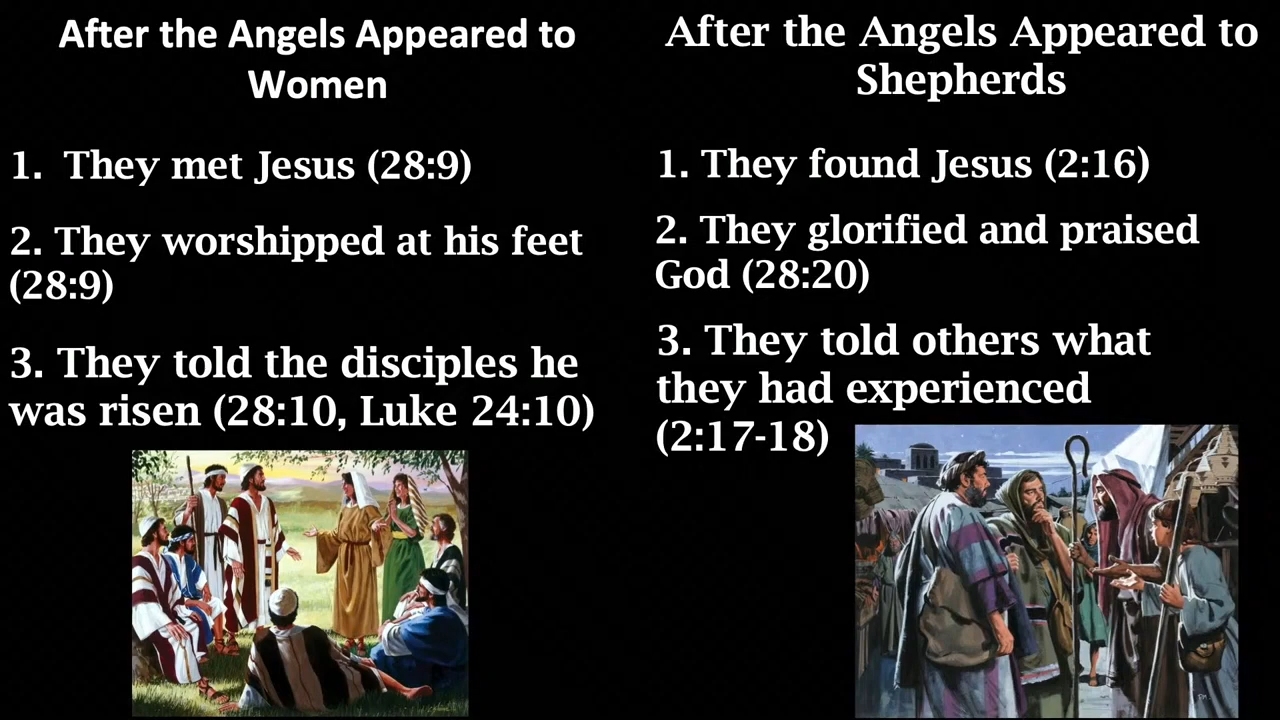 After the Angels Appeared to
Women
1. They met Jesus (28:9)
2. They worshipped at his feet
(28:9)
3. They told the disciples he
was risen (28:10, Luke 24:10)
After the Angels Appeared to
Shepherds
1. They found Jesus (2:16)
2. They glorified and praised
God (28:20)
3. They told others what
they had experienced
(2:17-18)